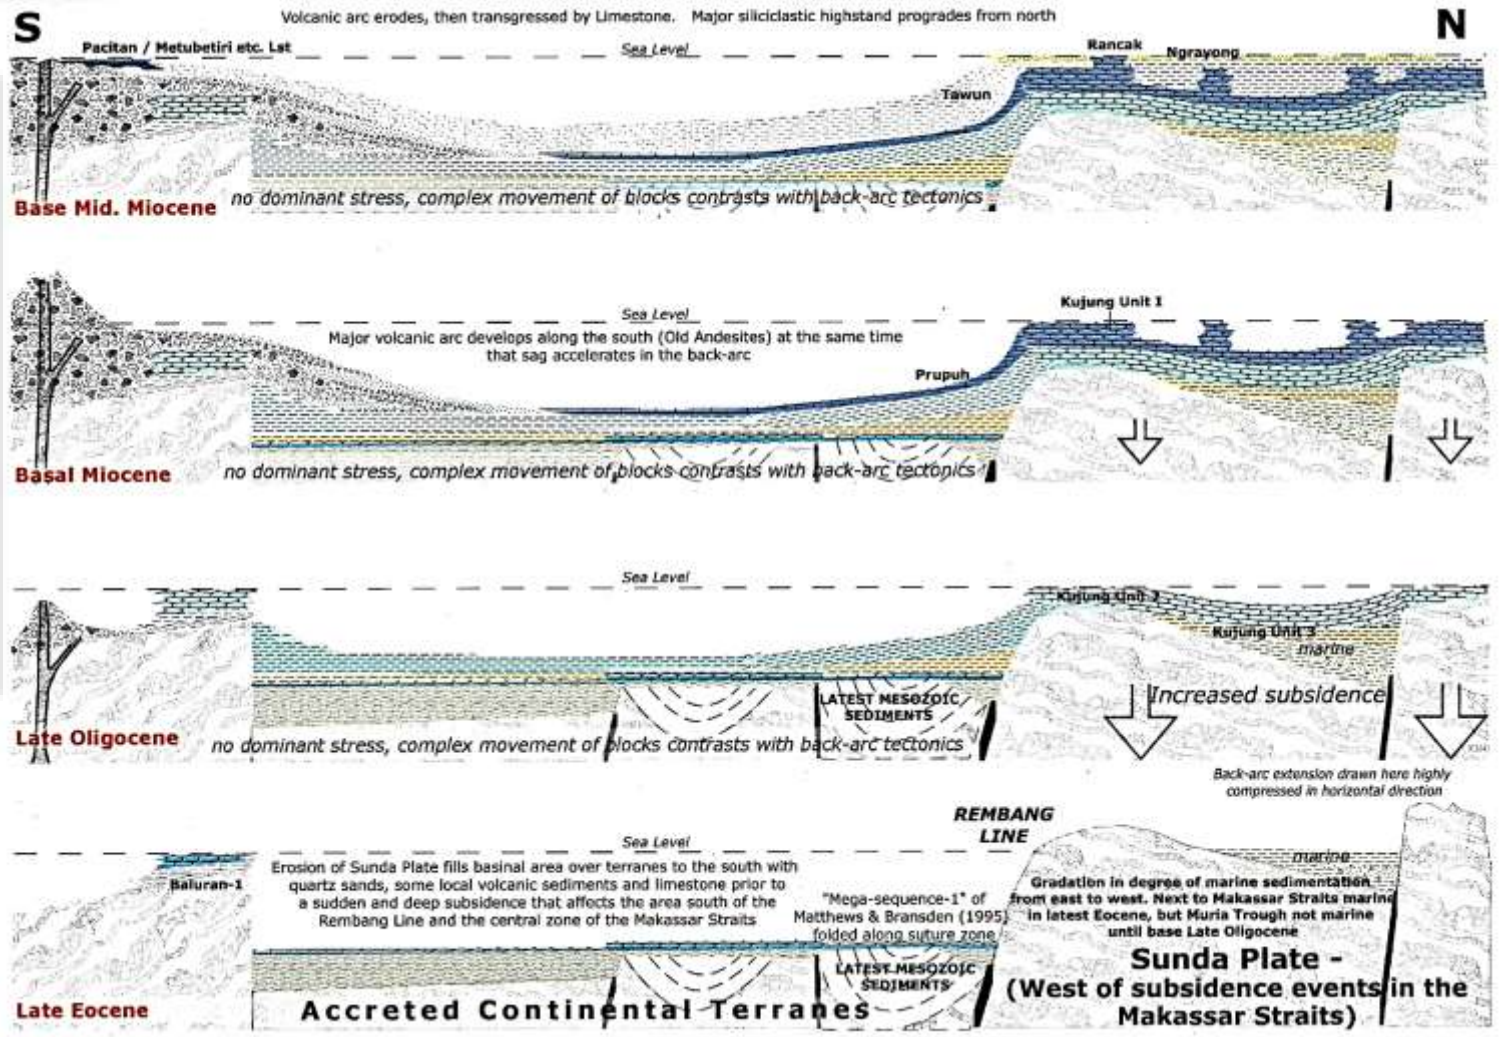 S
Volcanic arc erodes, then transgressed by Limestone. Major siliciclastic highstand progrades from north
N
Pacitan / Metubetiri etc. Lst
Sea Level
Rancak
Ngrayong
Tawun
no dominant stress, complex movement of blocks contrasts with back-arc tectonics
Base Mid. Miocene
Kujung Unit 1
Sea Level
Major volcanic arc develops along the south (Old Andesites) at the same time
that sag accelerates in the back-arc
Prupuh
no dominant stress, complex movement of blocks contrasts with back-arc tectonics
Basal Miocene
Sea Level
Kujung Unit 2
Kujung Unit 3
marine
Increased subsidence
LATEST MESOZOIC
SEDIMENTS
Late Oligocene
no dominant stress, complex movement of blocks contrasts with back-arc tectonics
Back-arc extension drawn here highly
compressed in horizontal direction
REMBANG
LINE
Sea Level
marine
Baluran-1
Erosion of Sunda Plate fills basinal area over terranes to the south with
quartz sands, some local volcanic sediments and limestone prior to
a sudden and deep subsidence that affects the area south of the
Rembang Line and the central zone of the Makassar Straits
"Mega-sequence-1" of
Matthews & Bransden (1995)
folded along suture zone
Gradation in degree of marine sedimentation
from east to west. Next to Makassar Straits marine
in latest Eocene, but Muria Trough not marine
until base Late Oligocene
LATEST MESOZOIC
SEDIMENTS
Sunda Plate -
(West of subsidence events in the
Makassar Straits)
Late Eocene
Accreted Continental Terranes